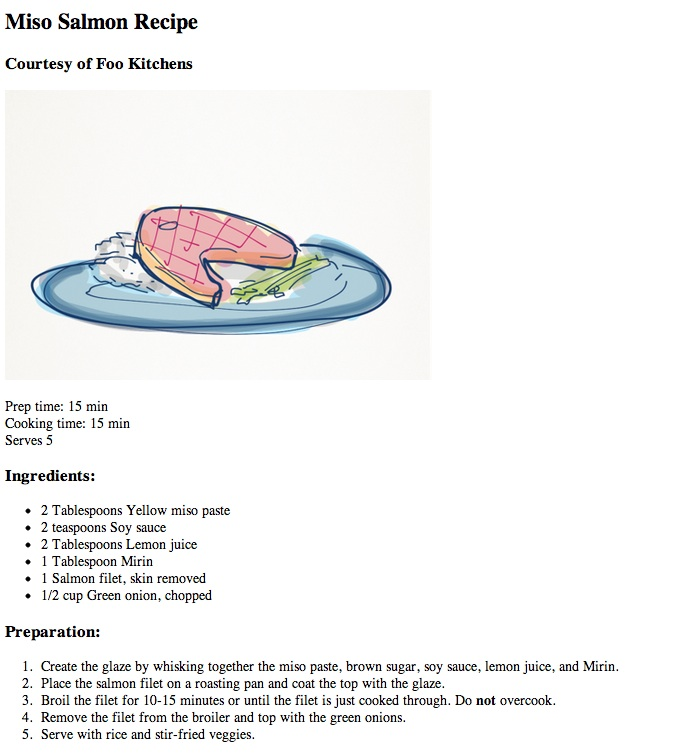 Miso Salmon Recipe
Courtesy of Foo Kitchens
Prep time: 15 min
Cooking time: 15 min
Serves 5
Ingredients:
• 2 Tablespoons Yellow miso paste
• 2 teaspoons Soy sauce
• 2 Tablespoons Lemon juice
• 1 Tablespoon Mirin
• 1 Salmon filet, skin removed
• 1/2 cup Green onion, chopped
Preparation:
1. Create the glaze by whisking together the miso paste, brown sugar, soy sauce, lemon juice, and Mirin.
2. Place the salmon filet on a roasting pan and coat the top with the glaze.
3. Broil the filet for 10-15 minutes or until the filet is just cooked through. Do not overcook.
4. Remove the filet from the broiler and top with the green onions.
5. Serve with rice and stir-fried veggies.